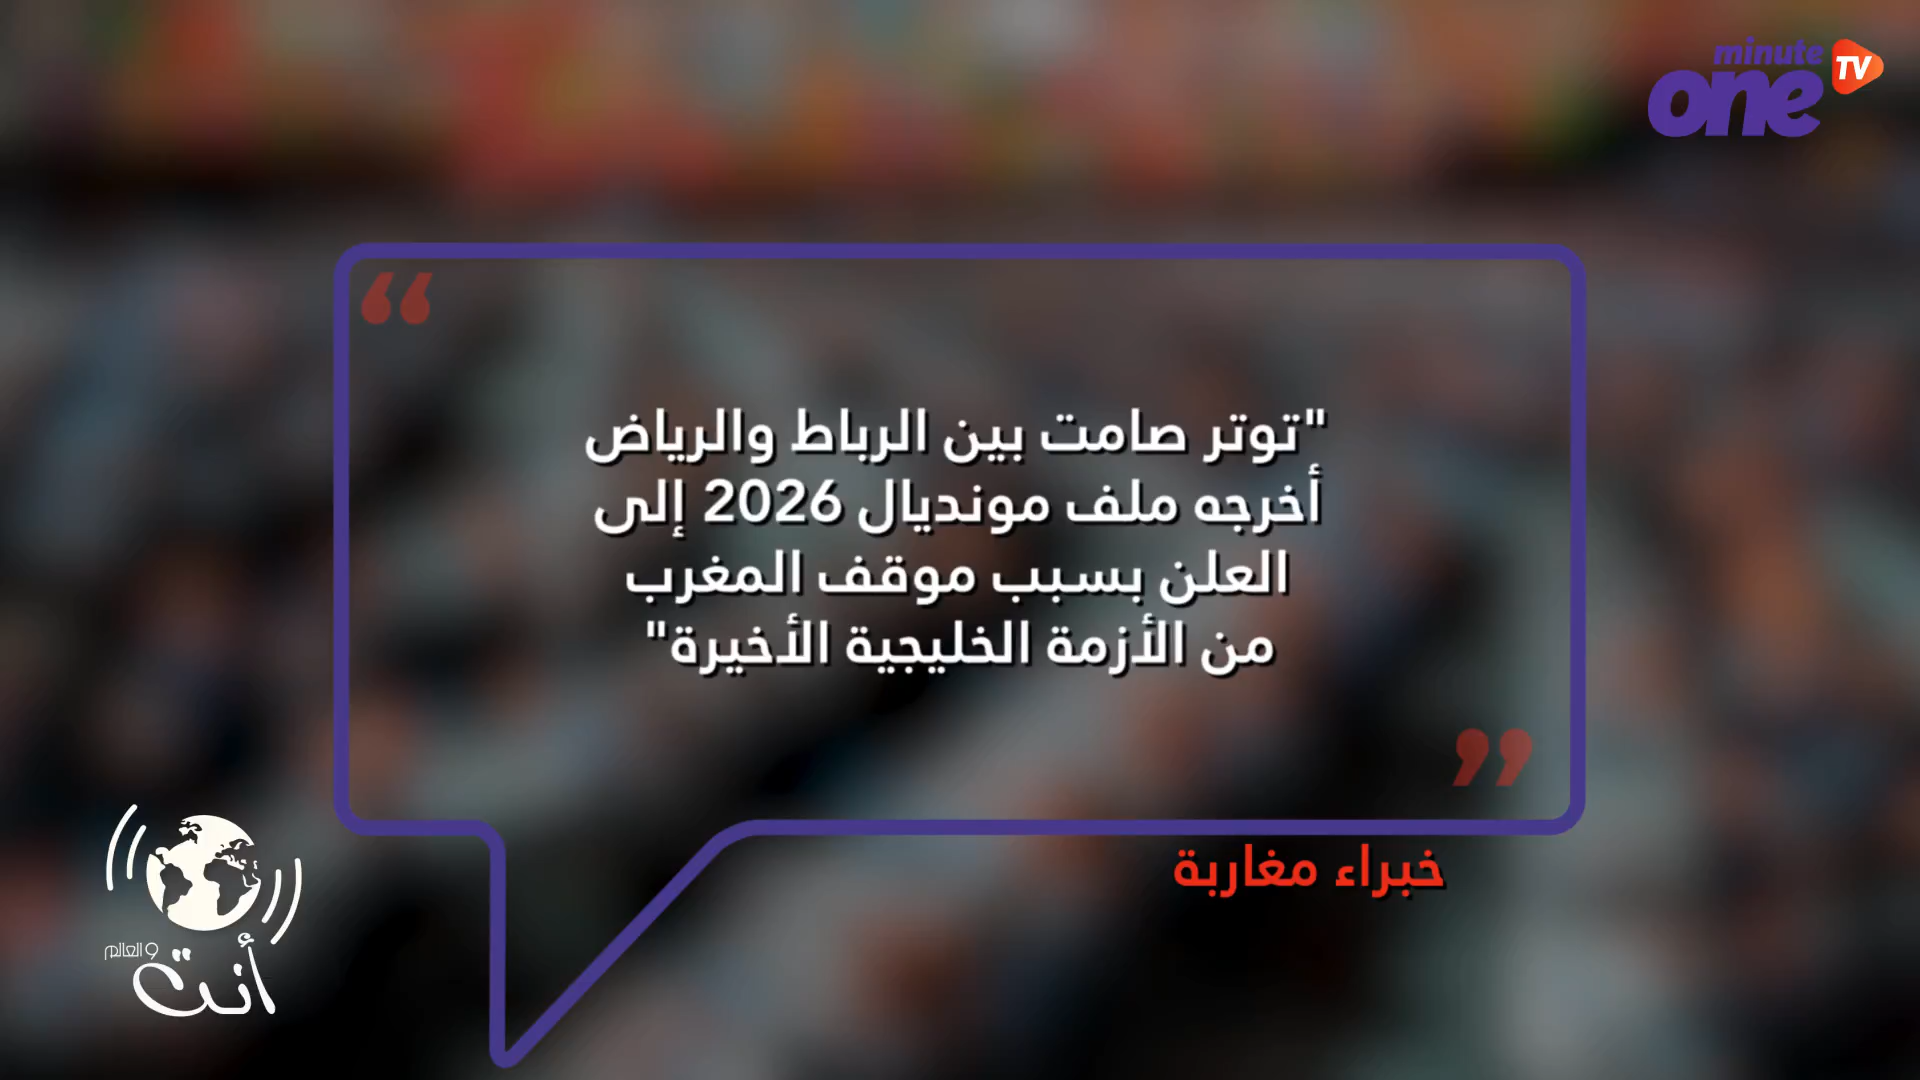 minute
one TV
"توتر صامت بين الرباط والرياض
أخرجه ملف مونديال 2026 إلى
العلن بسبب موقف المغرب
من الأزمة الخليجية الأخيرة"
خبراء مغاربة
أنت
و العالم